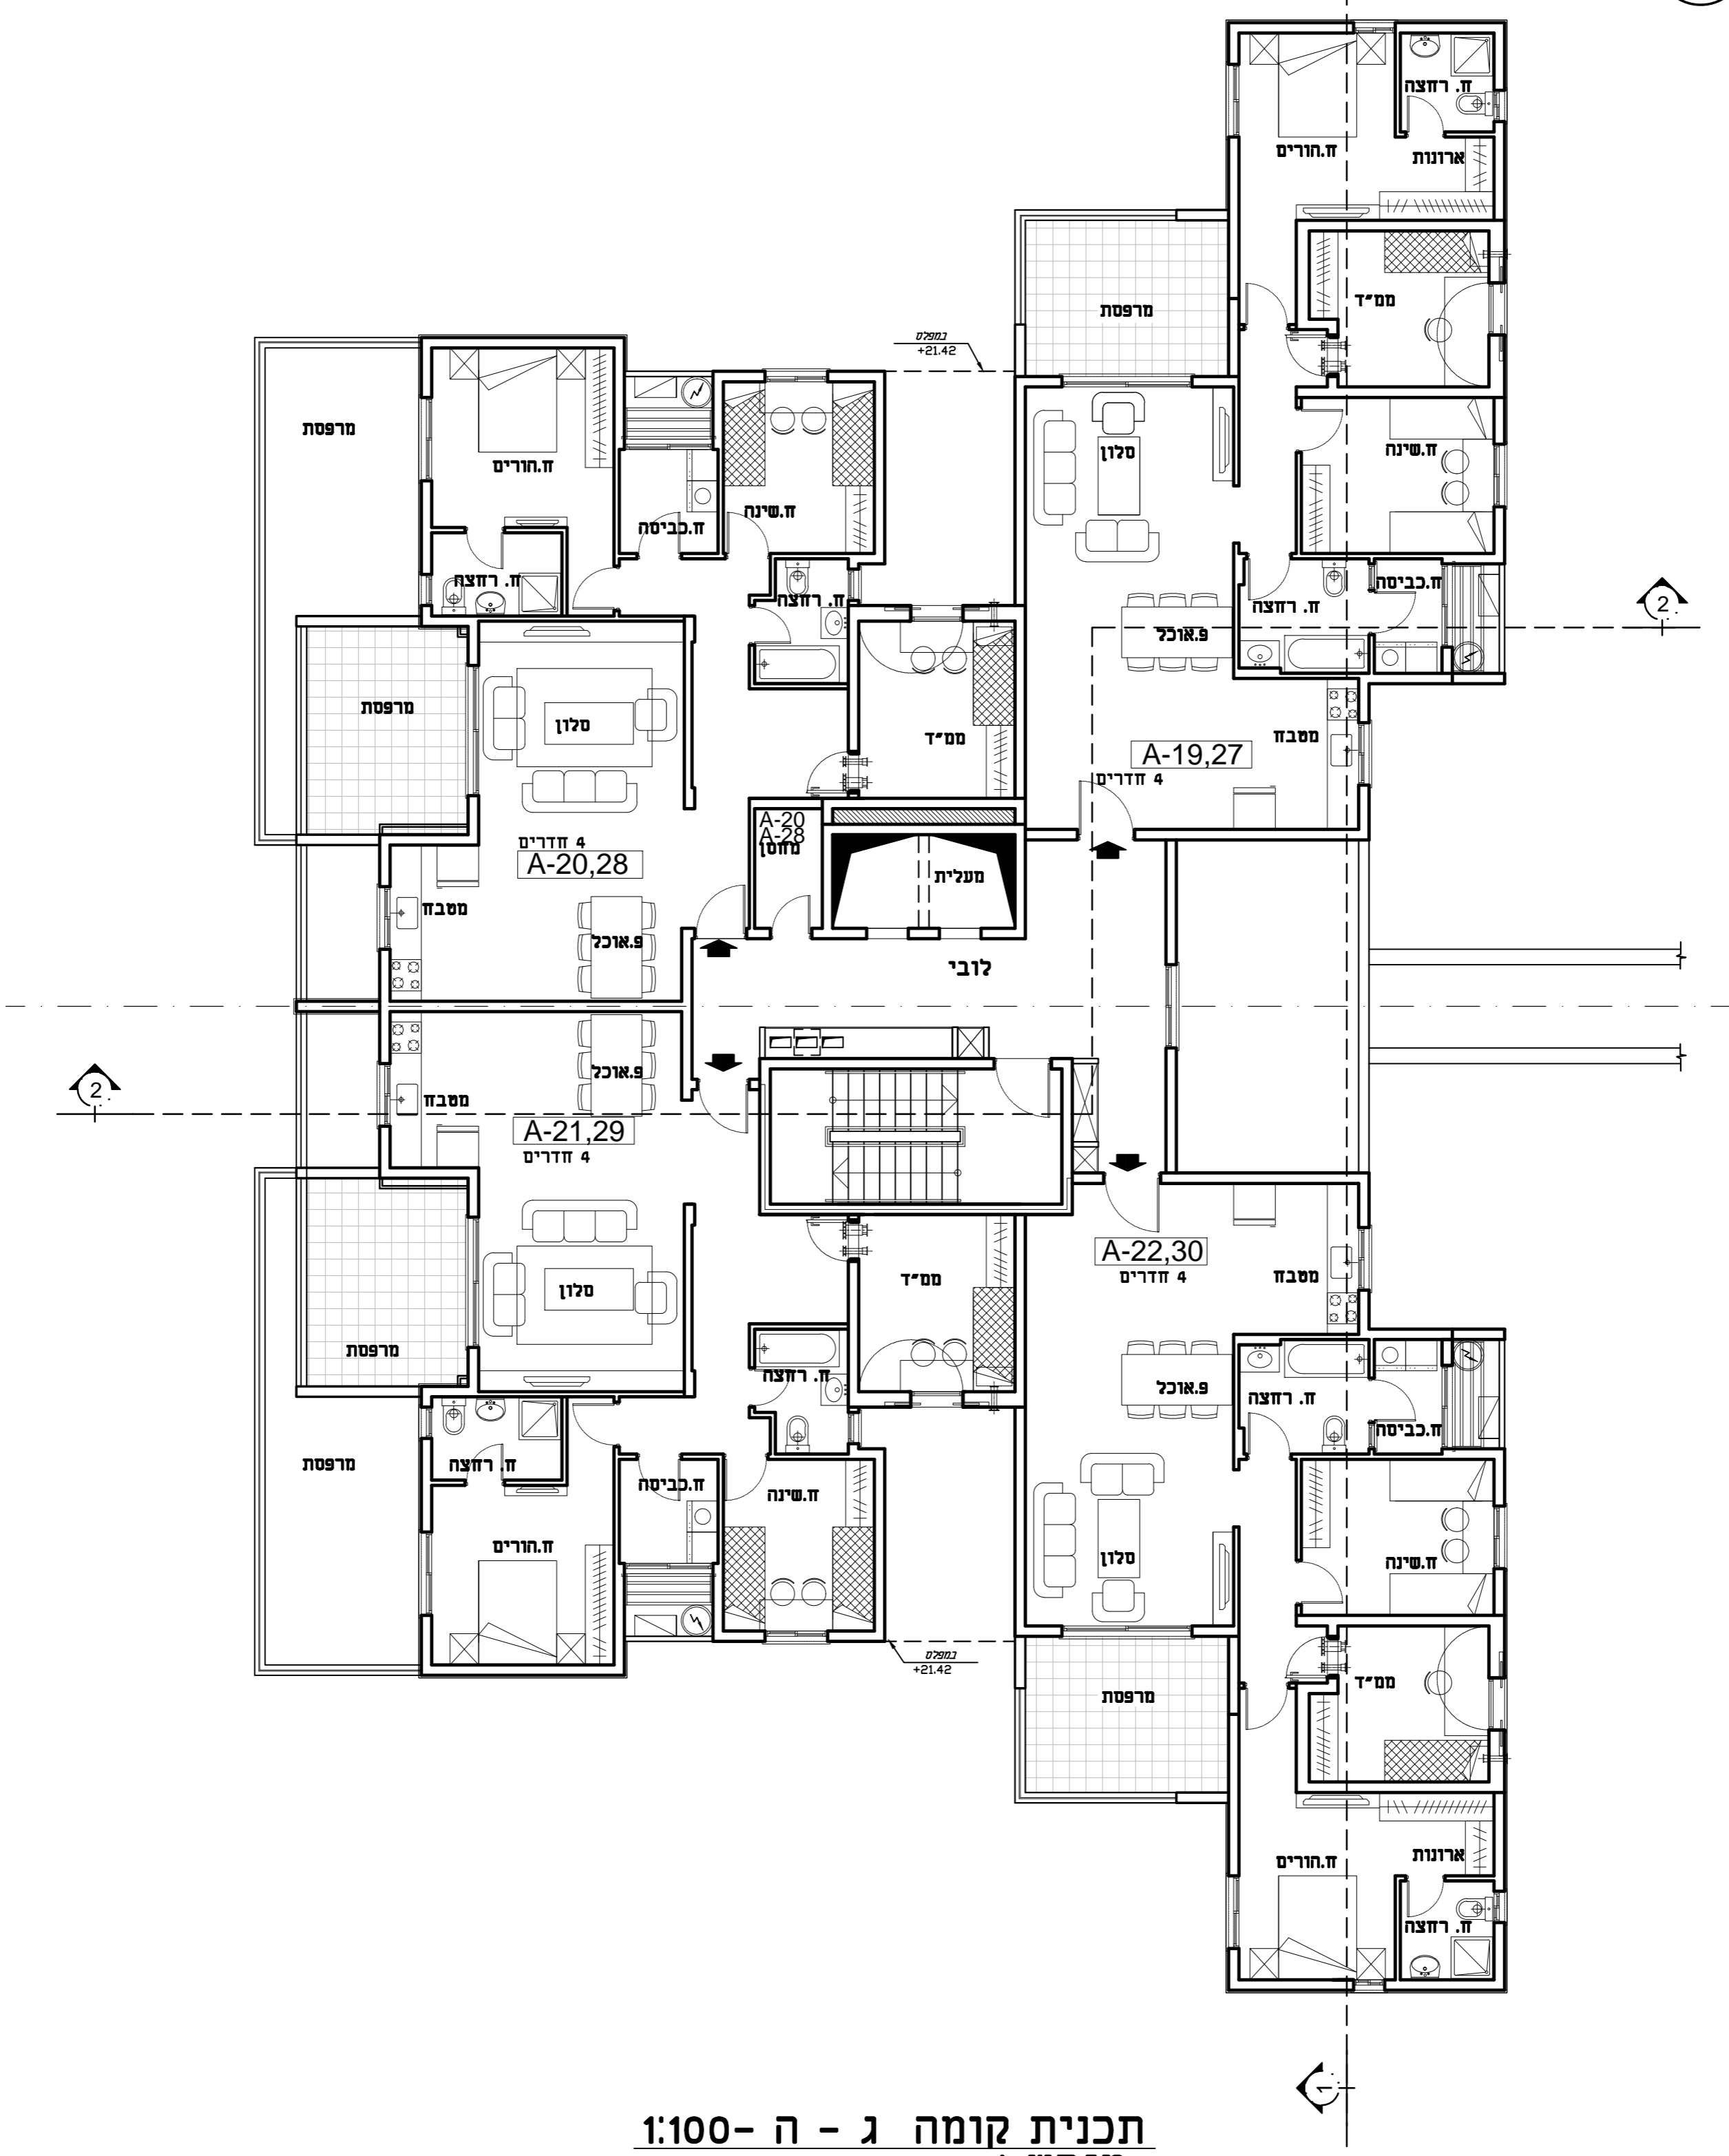 ח. רחצה
ח.הורים
ארונות
ממ״ד
מרפסת
במפלס
+21.42
סלון
ח.שינה
מרפסת
ח.הורים
ח.שינה
ח.כביסה
ח. רחצה
ח. רחצה
ח.כביסה
ח. רחצה
פ.אוכל
2
מרפסת
סלון
ממ״ד
מטבח
A-19,27
4 חדרים
A-20
A-28
מחסן
4 חדרים
A-20,28
מעלית
מטבח
פ.אוכל
לובי
פ.אוכל
2
מטבח
A-21,29
4 חדרים
A-22,30
4 חדרים
מטבח
ממ״ד
סלון
מרפסת
ח. רחצה
פ.אוכל
ח. רחצה
ח.כביסה
מרפסת
ח. רחצה
ח.כביסה
ח.שינה
ח.הורים
סלון
ח.שינה
במפלס
+21.42
מרפסת
ממ״ד
ח.הורים
ארונות
ח. רחצה
1
תכנית קומה ג - ה -1:100